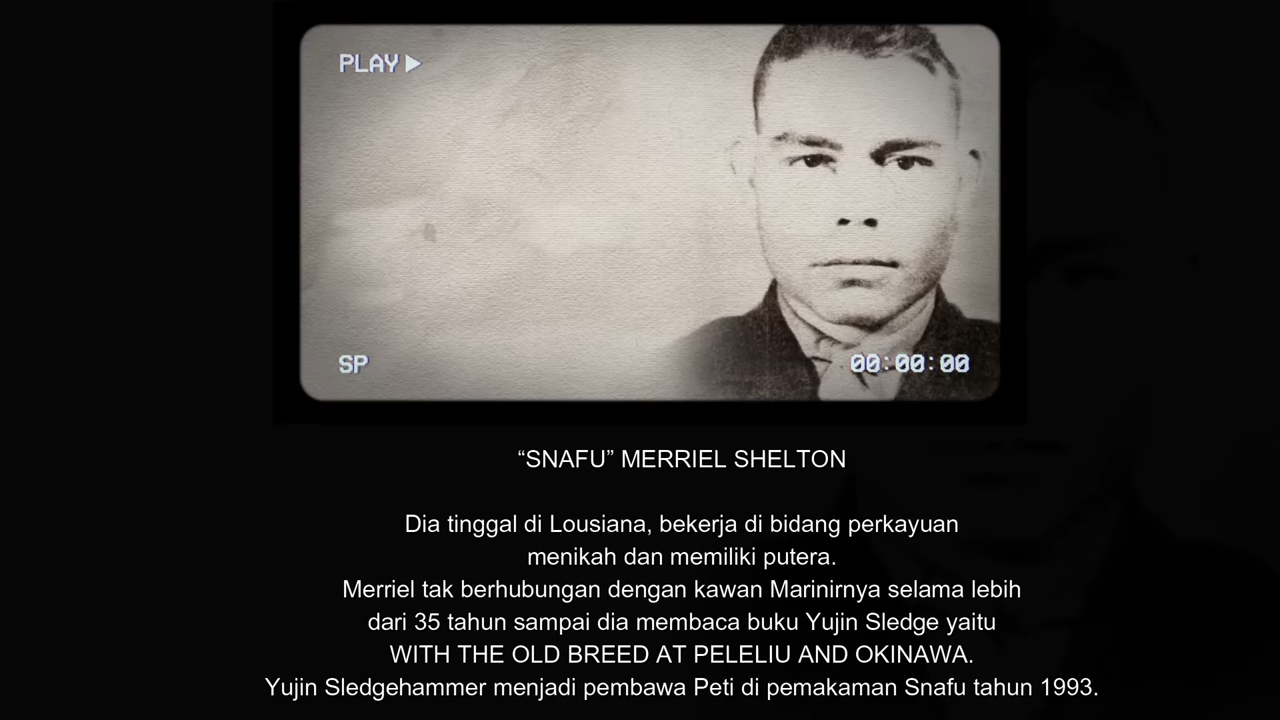 PLAY▶
SP
00:00:00
“SNAFU” MERRIEL SHELTON
Dia tinggal di Lousiana, bekerja di bidang perkayuan
menikah dan memiliki putera.
Merriel tak berhubungan dengan kawan Marinirnya selama lebih
dari 35 tahun sampai dia membaca buku Yujin Sledge yaitu
WITH THE OLD BREED AT PELELIU AND OKINAWA.
Yujin Sledgehammer menjadi pembawa Peti di pemakaman Snafu tahun 1993.